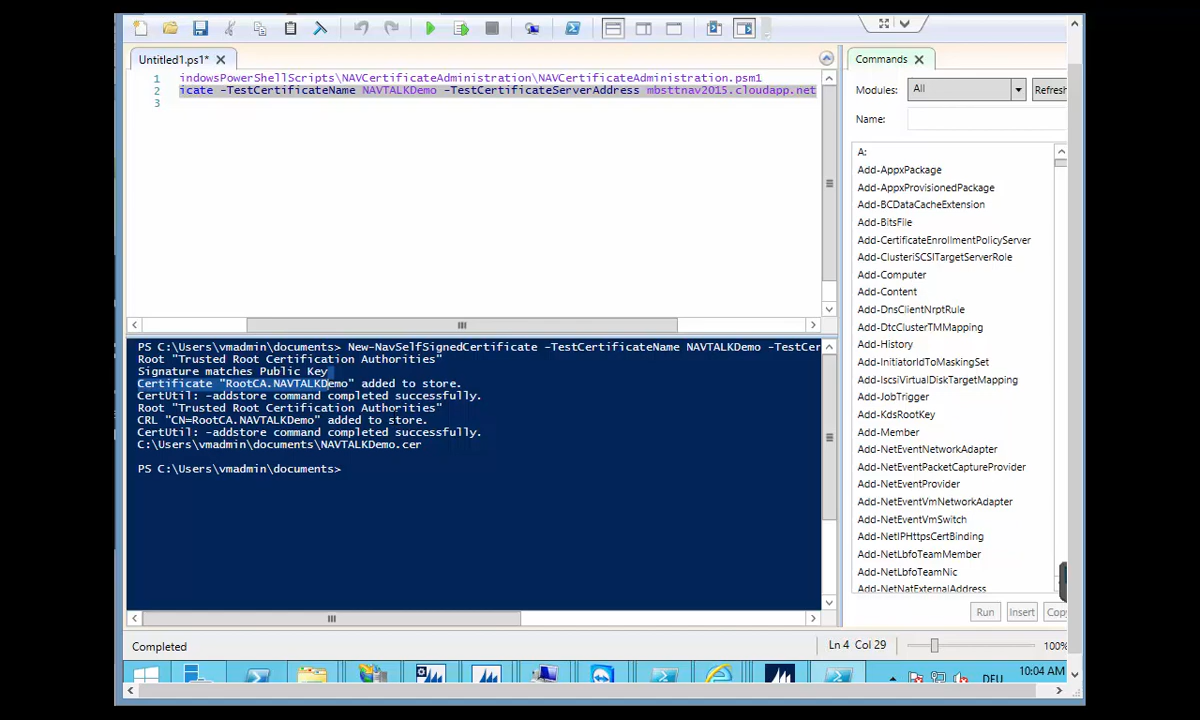 Untitled1.ps1*
1 indowsPowerShellScripts\NAVCertificateAdministration\NAVCertificateAdministration.psm1
2 icate -TestCertificateName NAVTALKDemo -TestCertificateServerAddress mbsttnav2015.cloudapp.net
3
PS C:\Users\vmadmin\documents> New-NavSelfSignedCertificate -TestCertificateName NAVTALKDemo -TestCer
Root "Trusted Root Certification Authorities"
Signature matches Public Key
Certificate "RootCA.NAVTALKDemo" added to store.
CertUtil: -addstore command completed successfully.
Root "Trusted Root Certification Authorities"
CRL "CN=RootCA.NAVTALKDemo" added to store.
CertUtil: -addstore command completed successfully.
C:\Users\vmadmin\documents\NAVTALKDemo.cer
PS C:\Users\vmadmin\documents>
Commands
Modules: All Refresh
Name:
A:
Add-AppxPackage
Add-AppxProvisionedPackage
Add-BCDataCacheExtension
Add-BitsFile
Add-CertificateEnrollmentPolicyServer
Add-ClusteriSCSITargetServerRole
Add-Computer
Add-Content
Add-DnsClientNrptRule
Add-DtcClusterTMMapping
Add-History
Add-InitiatorIdToMaskingSet
Add-IscsiVirtualDiskTargetMapping
Add-JobTrigger
Add-KdsRootKey
Add-Member
Add-NetEventNetworkAdapter
Add-NetEventPacketCaptureProvider
Add-NetEventProvider
Add-NetEventVmNetworkAdapter
Add-NetEventVmSwitch
Add-NetIPHttpsCertBinding
Add-NetLbfoTeamMember
Add-NetLbfoTeamNic
Add-NetNatExternalAddress
Run Insert Copy
Completed
Ln 4 Col 29
100%
DEU
10:04 AM